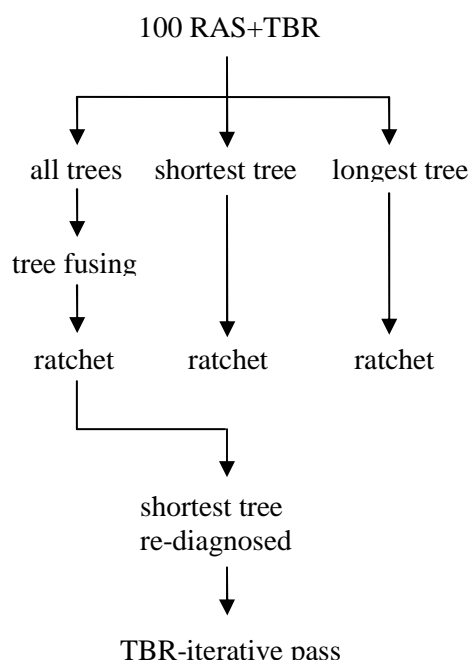 100 RAS+TBR
all trees shortest tree longest tree
tree fusing
ratchet ratchet ratchet
shortest tree
re-diagnosed
TBR-iterative pass